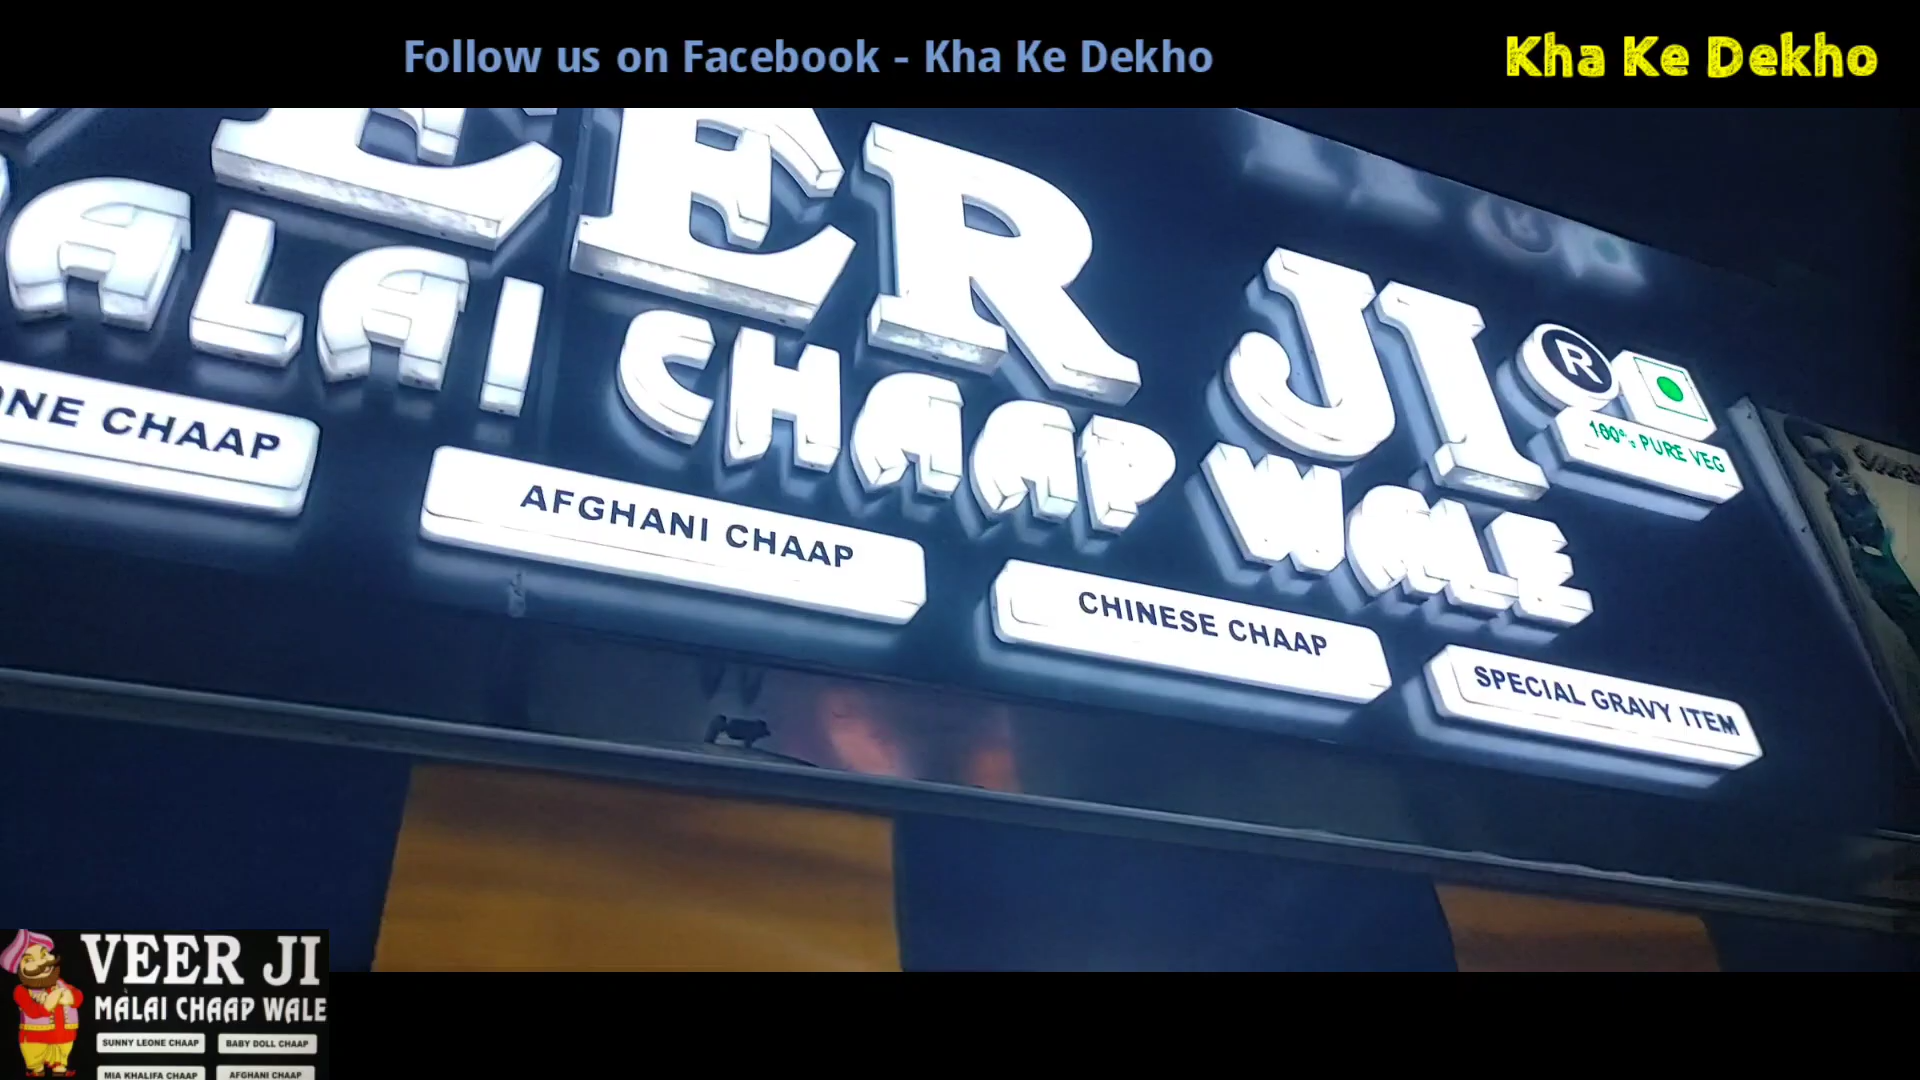 Follow us on Facebook - Kha Ke Dekho
Kha Ke Dekho
EER JI ®
100% PURE VEG
ALAI CHAAP WALE
ONE CHAAP
AFGHANI CHAAP
CHINESE CHAAP
SPECIAL GRAVY ITEM
VEER JI
MALAI CHAAP WALE
SUNNY LEONE CHAAP
BABY DOLL CHAAP
MIA KHALIFA CHAAP
AFGHANI CHAAP